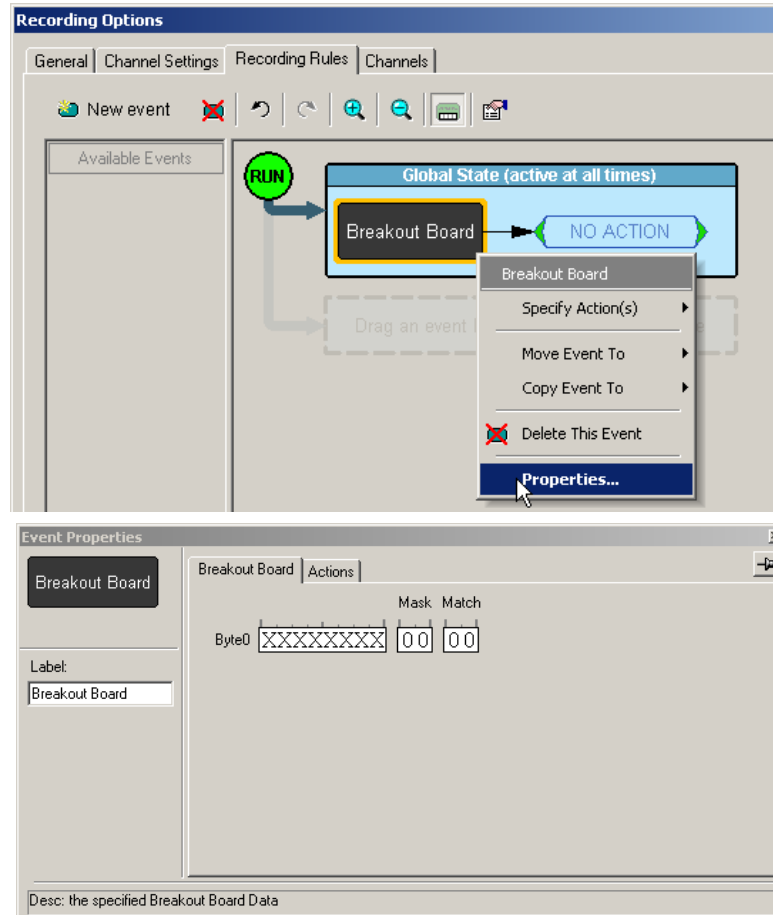 Recording Options
General Channel Settings Recording Rules Channels
New event
Available Events
RUN
Global State (active at all times)
Breakout Board NO ACTION
Breakout Board
Specify Action(s)
Drag an event
Move Event To
Copy Event To
Delete This Event
Properties...
Event Properties
Breakout Board
Breakout Board Actions
Mask Match
Byte0 XXXXXXXX 00 00
Label:
Breakout Board
Desc: the specified Breakout Board Data